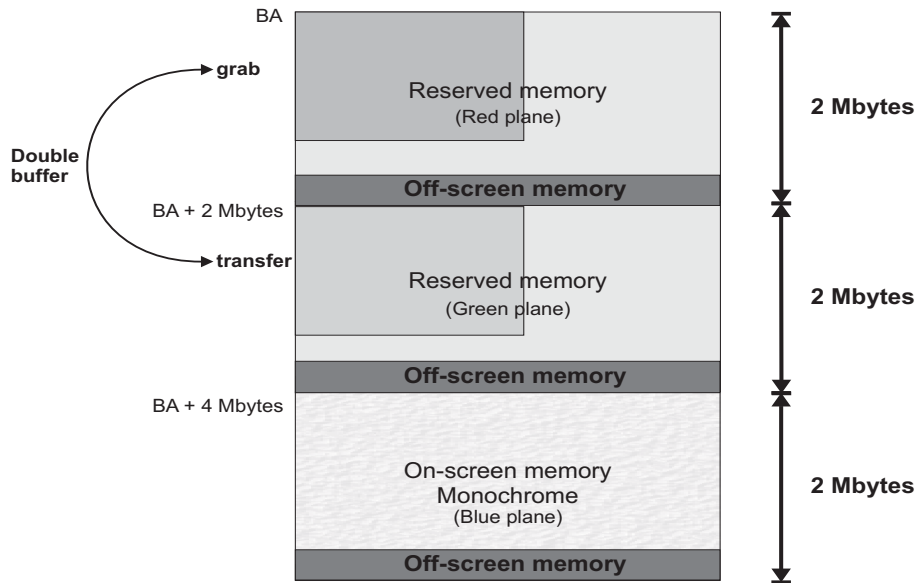 BA
grab
Reserved memory
(Red plane)
2 Mbytes
Double
buffer
Off-screen memory
BA + 2 Mbytes
transfer
Reserved memory
(Green plane)
2 Mbytes
Off-screen memory
BA + 4 Mbytes
On-screen memory
Monochrome
(Blue plane)
2 Mbytes
Off-screen memory